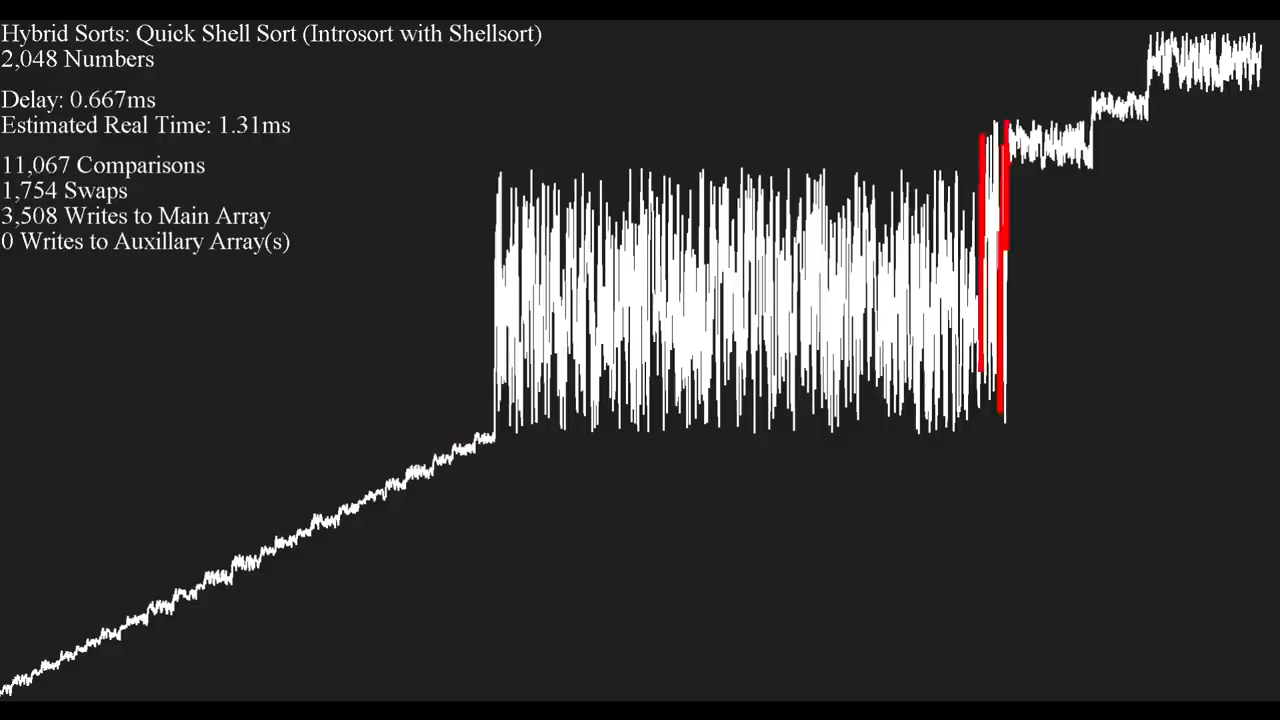 Hybrid Sorts: Quick Shell Sort (Introsort with Shellsort)
2,048 Numbers
Delay: 0.667ms
Estimated Real Time: 1.31ms
11,067 Comparisons
1,754 Swaps
3,508 Writes to Main Array
0 Writes to Auxillary Array(s)